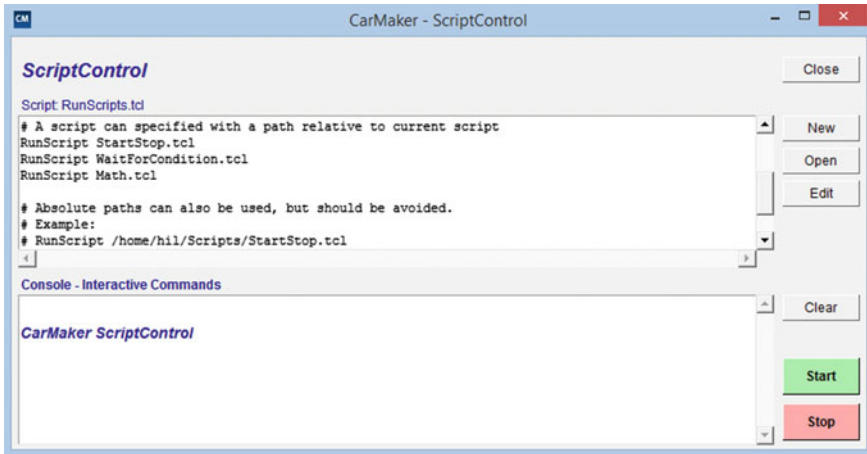 CM
CarMaker - ScriptControl
ScriptControl
Close
Script: RunScripts.tcl
# A script can specified with a path relative to current script
RunScript StartStop.tcl
RunScript WaitForCondition.tcl
RunScript Math.tcl
# Absolute paths can also be used, but should be avoided.
# Example:
# RunScript /home/hil/Scripts/StartStop.tcl
New
Open
Edit
Console - Interactive Commands
CarMaker ScriptControl
Clear
Start
Stop